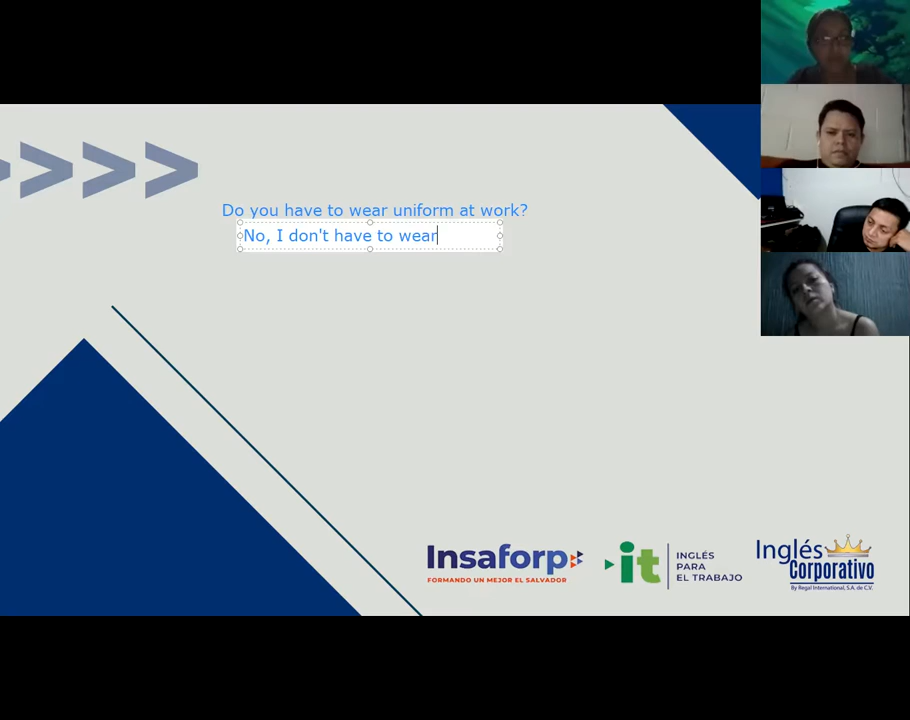 Do you have to wear uniform at work?
No, I don't have to wear
Insaforp
FORMANDO UN MEJOR EL SALVADOR
it
INGLÉS
PARA
EL TRABAJO
Inglés
Corporativo
By Regal International, S.A. de C.V.